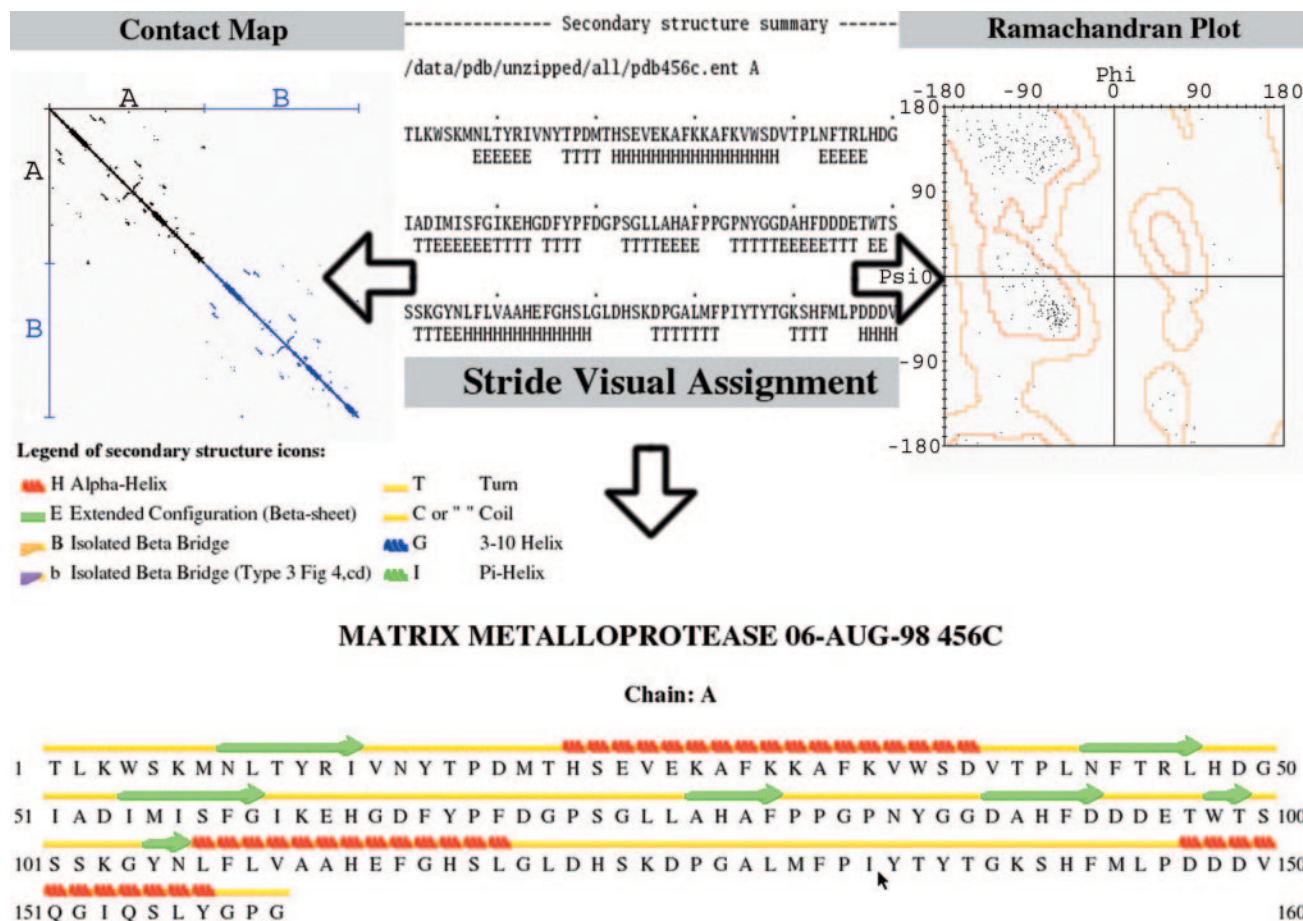 Contact Map
-------------- Secondary structure summary ------
Ramachandran Plot
/data/pdb/unzipped/all/pdb456c.ent A
A B
A
B
TLKWSKMNLTYRIVNYTPDMTHSEVEKAFKKAFKVWSDVTPLNFTRLHDG
EEEEEE TTTT HHHHHHHHHHHHHHHHH EEEEE
IADIMISFGIKEHGDFYPFDGPSGLLAHAFPPGPNYGGDAHFDDDETWTS
TTEEEEEETTTT TTTT TTTTEEEE TTTTTEEEEETTT EE
SSKGYNLFLVAAHEFGHSLGLDHSKDPGALMFPIYTYTGKSHFMLPDDDV
TTTEEHHHHHHHHHHHHH TTTTTTT TTTT HHHH
Phi
-180 -90 0 90 180
180
90
Psi0
-90
-180
Stride Visual Assignment
Legend of secondary structure icons:
H Alpha-Helix T Turn
E Extended Configuration (Beta-sheet) C or " " Coil
B Isolated Beta Bridge G 3-10 Helix
b Isolated Beta Bridge (Type 3 Fig 4,cd) I Pi-Helix
MATRIX METALLOPROTEASE 06-AUG-98 456C
Chain: A
1 T L K W S K M N L T Y R I V N Y T P D M T H S E V E K A F K K A F K V W S D V T P L N F T R L H D G 50
51 I A D I M I S F G I K E H G D F Y P F D G P S G L L A H A F P P G P N Y G G D A H F D D D E T W T S 100
101 S S K G Y N L F L V A A H E F G H S L G L D H S K D P G A L M F P I Y T Y T G K S H F M L P D D D V 150
151 Q G I Q S L Y G P G 160